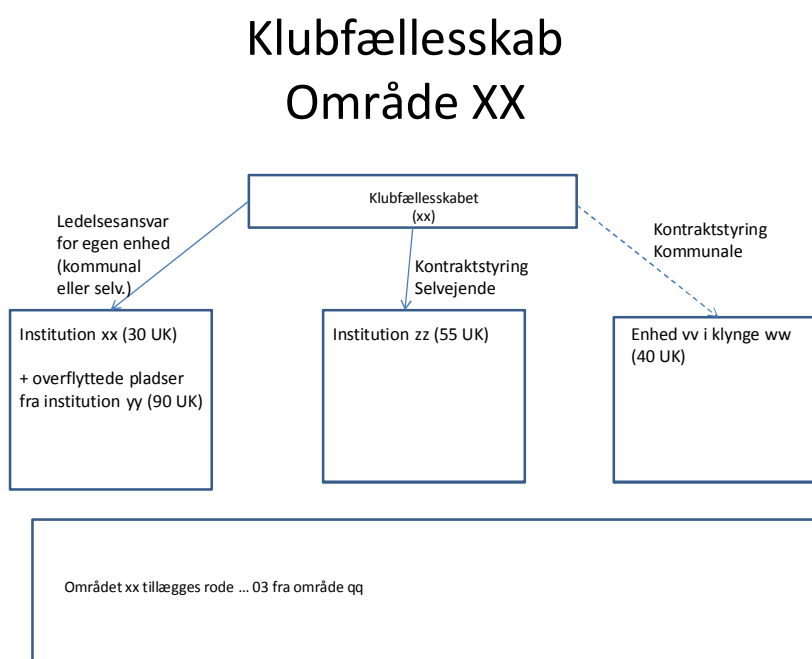 Klubfællesskab
Område XX
Klubfællesskabet
(xx)
Ledelsesansvar
for egen enhed
(kommunal
eller selv.)
Kontraktstyring
Selvejende
Kontraktstyring
Kommunale
Institution xx (30 UK)
+ overflyttede pladser
fra institution yy (90 UK)
Institution zz (55 UK)
Enhed vv i klynge ww
(40 UK)
Området xx tillægges rode ... 03 fra område qq